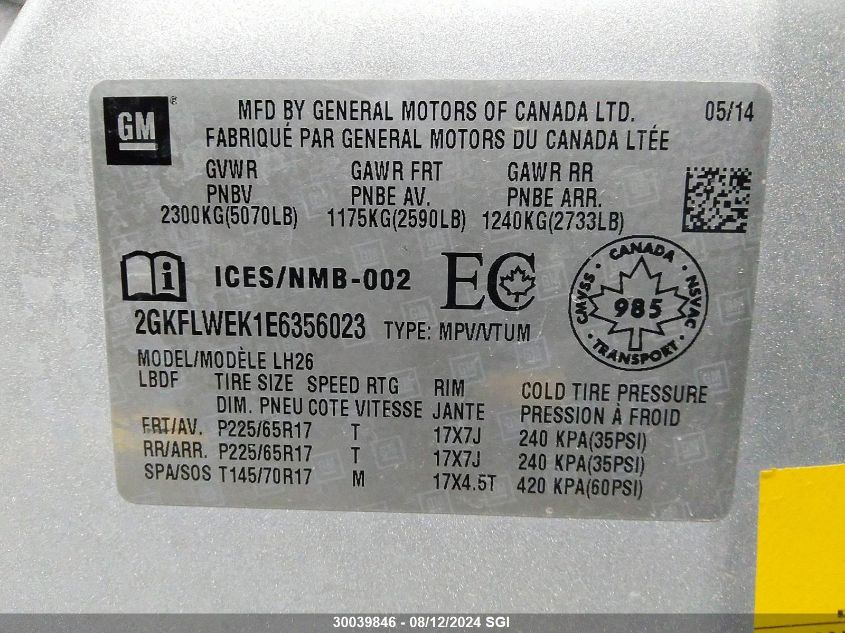 GM ®
MFD BY GENERAL MOTORS OF CANADA LTD. 05/14
FABRIQUÉ PAR GENERAL MOTORS DU CANADA LTÉE
GVWR GAWR FRT GAWR RR
PNBV PNBE AV. PNBE ARR.
2300KG(5070LB) 1175KG(2590LB) 1240KG(2733LB)
i ICES/NMB-002 EC
CANADA
CMVSS 985 NSVAC
TRANSPORT
2GKFLWEK1E6356023 TYPE: MPV/VTUM
MODEL/MODÈLE LH26
LBDF TIRE SIZE SPEED RTG RIM COLD TIRE PRESSURE
DIM. PNEU COTE VITESSE JANTE PRESSION À FROID
FRT/AV. P225/65R17 T 17X7J 240 KPA(35PSI)
RR/ARR. P225/65R17 T 17X7J 240 KPA(35PSI)
SPA/SOS T145/70R17 M 17X4.5T 420 KPA(60PSI)
30039846 - 08/12/2024 SGI